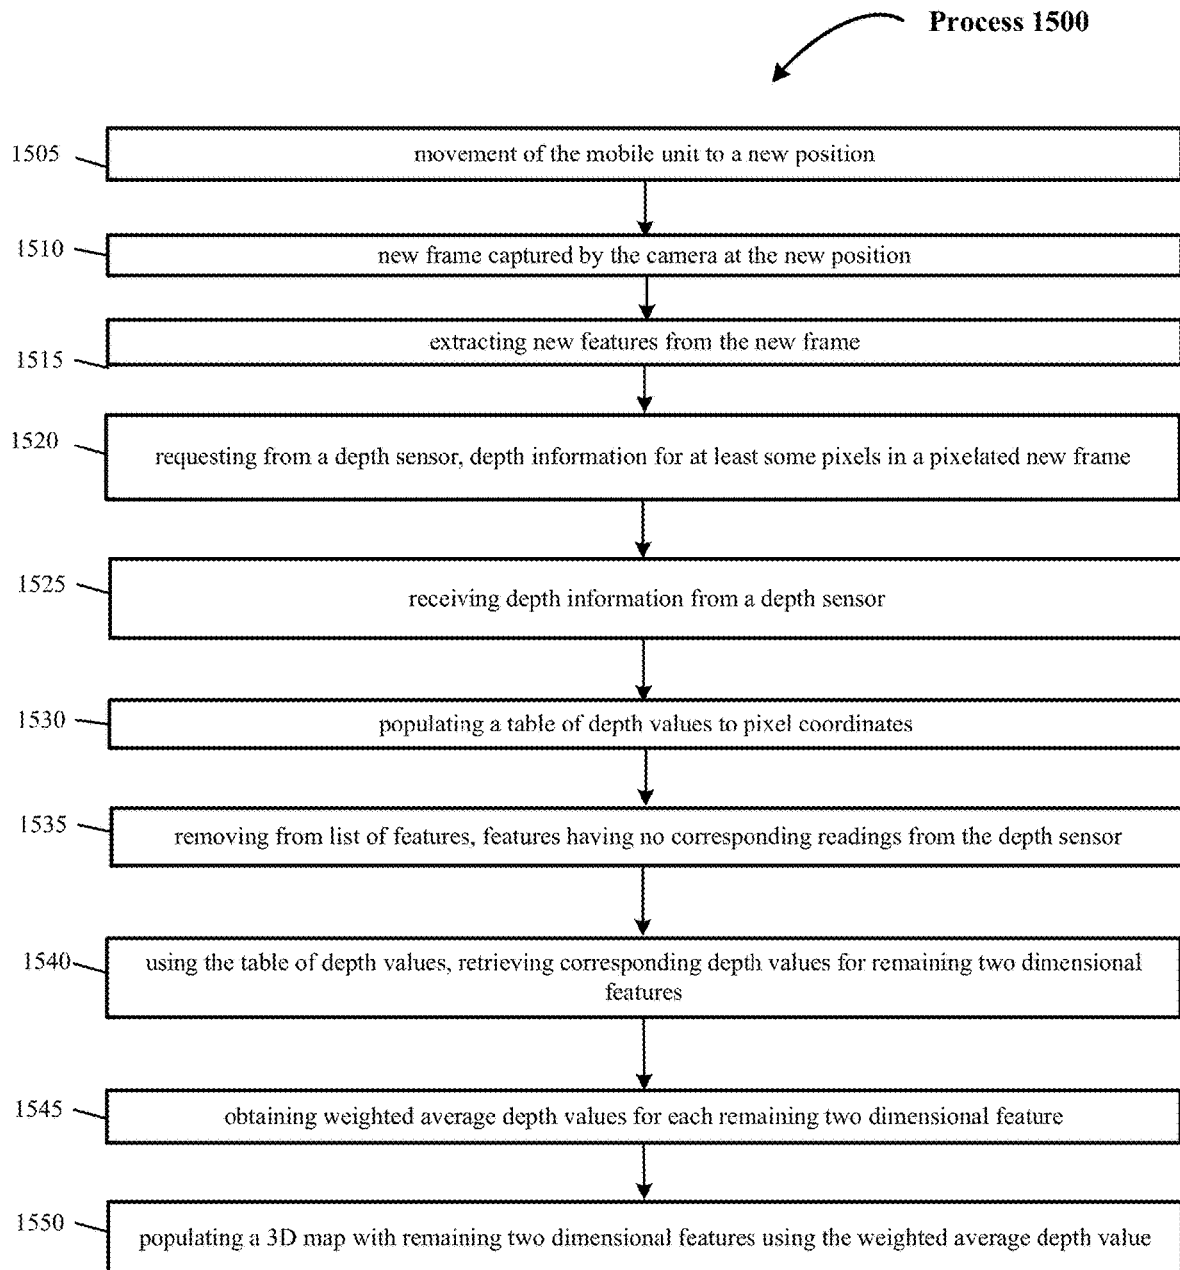 Process 1500
1505
movement of the mobile unit to a new position
1510
new frame captured by the camera at the new position
1515
extracting new features from the new frame
1520
requesting from a depth sensor, depth information for at least some pixels in a pixelated new frame
1525
receiving depth information from a depth sensor
1530
populating a table of depth values to pixel coordinates
1535
removing from list of features, features having no corresponding readings from the depth sensor
1540
using the table of depth values, retrieving corresponding depth values for remaining two dimensional
features
1545
obtaining weighted average depth values for each remaining two dimensional feature
1550
populating a 3D map with remaining two dimensional features using the weighted average depth value